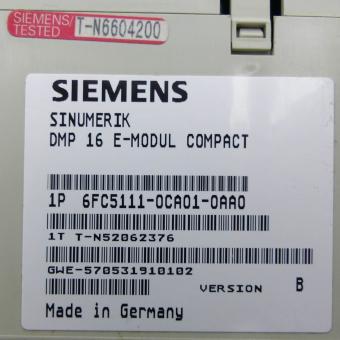 SIEMENS/
TESTED T-N6604200
SIEMENS
SINUMERIK
DMP 16 E-MODUL COMPACT
1P 6FC5111-0CA01-0AA0
1T T-N52062376
GWE-570531910102
VERSION B
Made in Germany